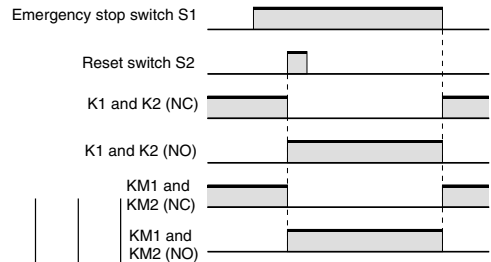 Emergency stop switch S1
Reset switch S2
K1 and K2 (NC)
K1 and K2 (NO)
KM1 and
KM2 (NC)
KM1 and
KM2 (NO)